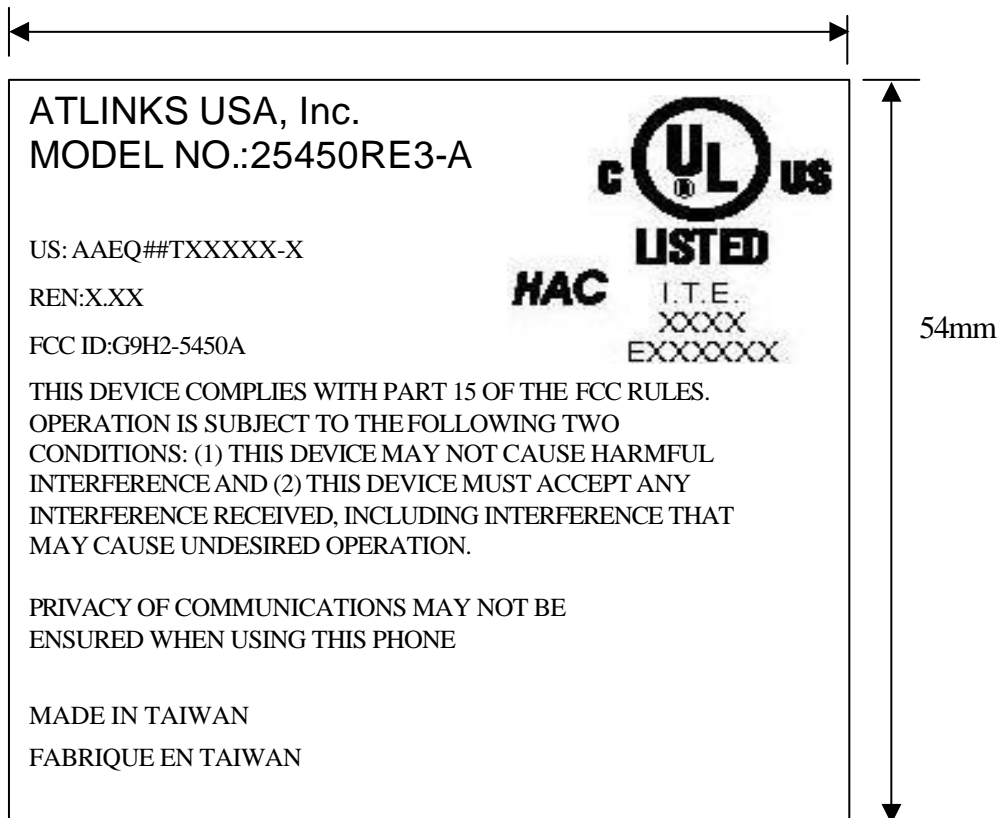 ATLINKS USA, Inc.
MODEL NO.:25450RE3-A
C UL US
®
LISTED
US: AAEQ##TXXXXX-X
HAC
I.T.E.
REN:X.XX
XXXX
54mm
FCC ID:G9H2-5450A
EXXXXXX
THIS DEVICE COMPLIES WITH PART 15 OF THE FCC RULES.
OPERATION IS SUBJECT TO THE FOLLOWING TWO
CONDITIONS: (1) THIS DEVICE MAY NOT CAUSE HARMFUL
INTERFERENCE AND (2) THIS DEVICE MUST ACCEPT ANY
INTERFERENCE RECEIVED, INCLUDING INTERFERENCE THAT
MAY CAUSE UNDESIRED OPERATION.
PRIVACY OF COMMUNICATIONS MAY NOT BE
ENSURED WHEN USING THIS PHONE
MADE IN TAIWAN
FABRIQUE EN TAIWAN